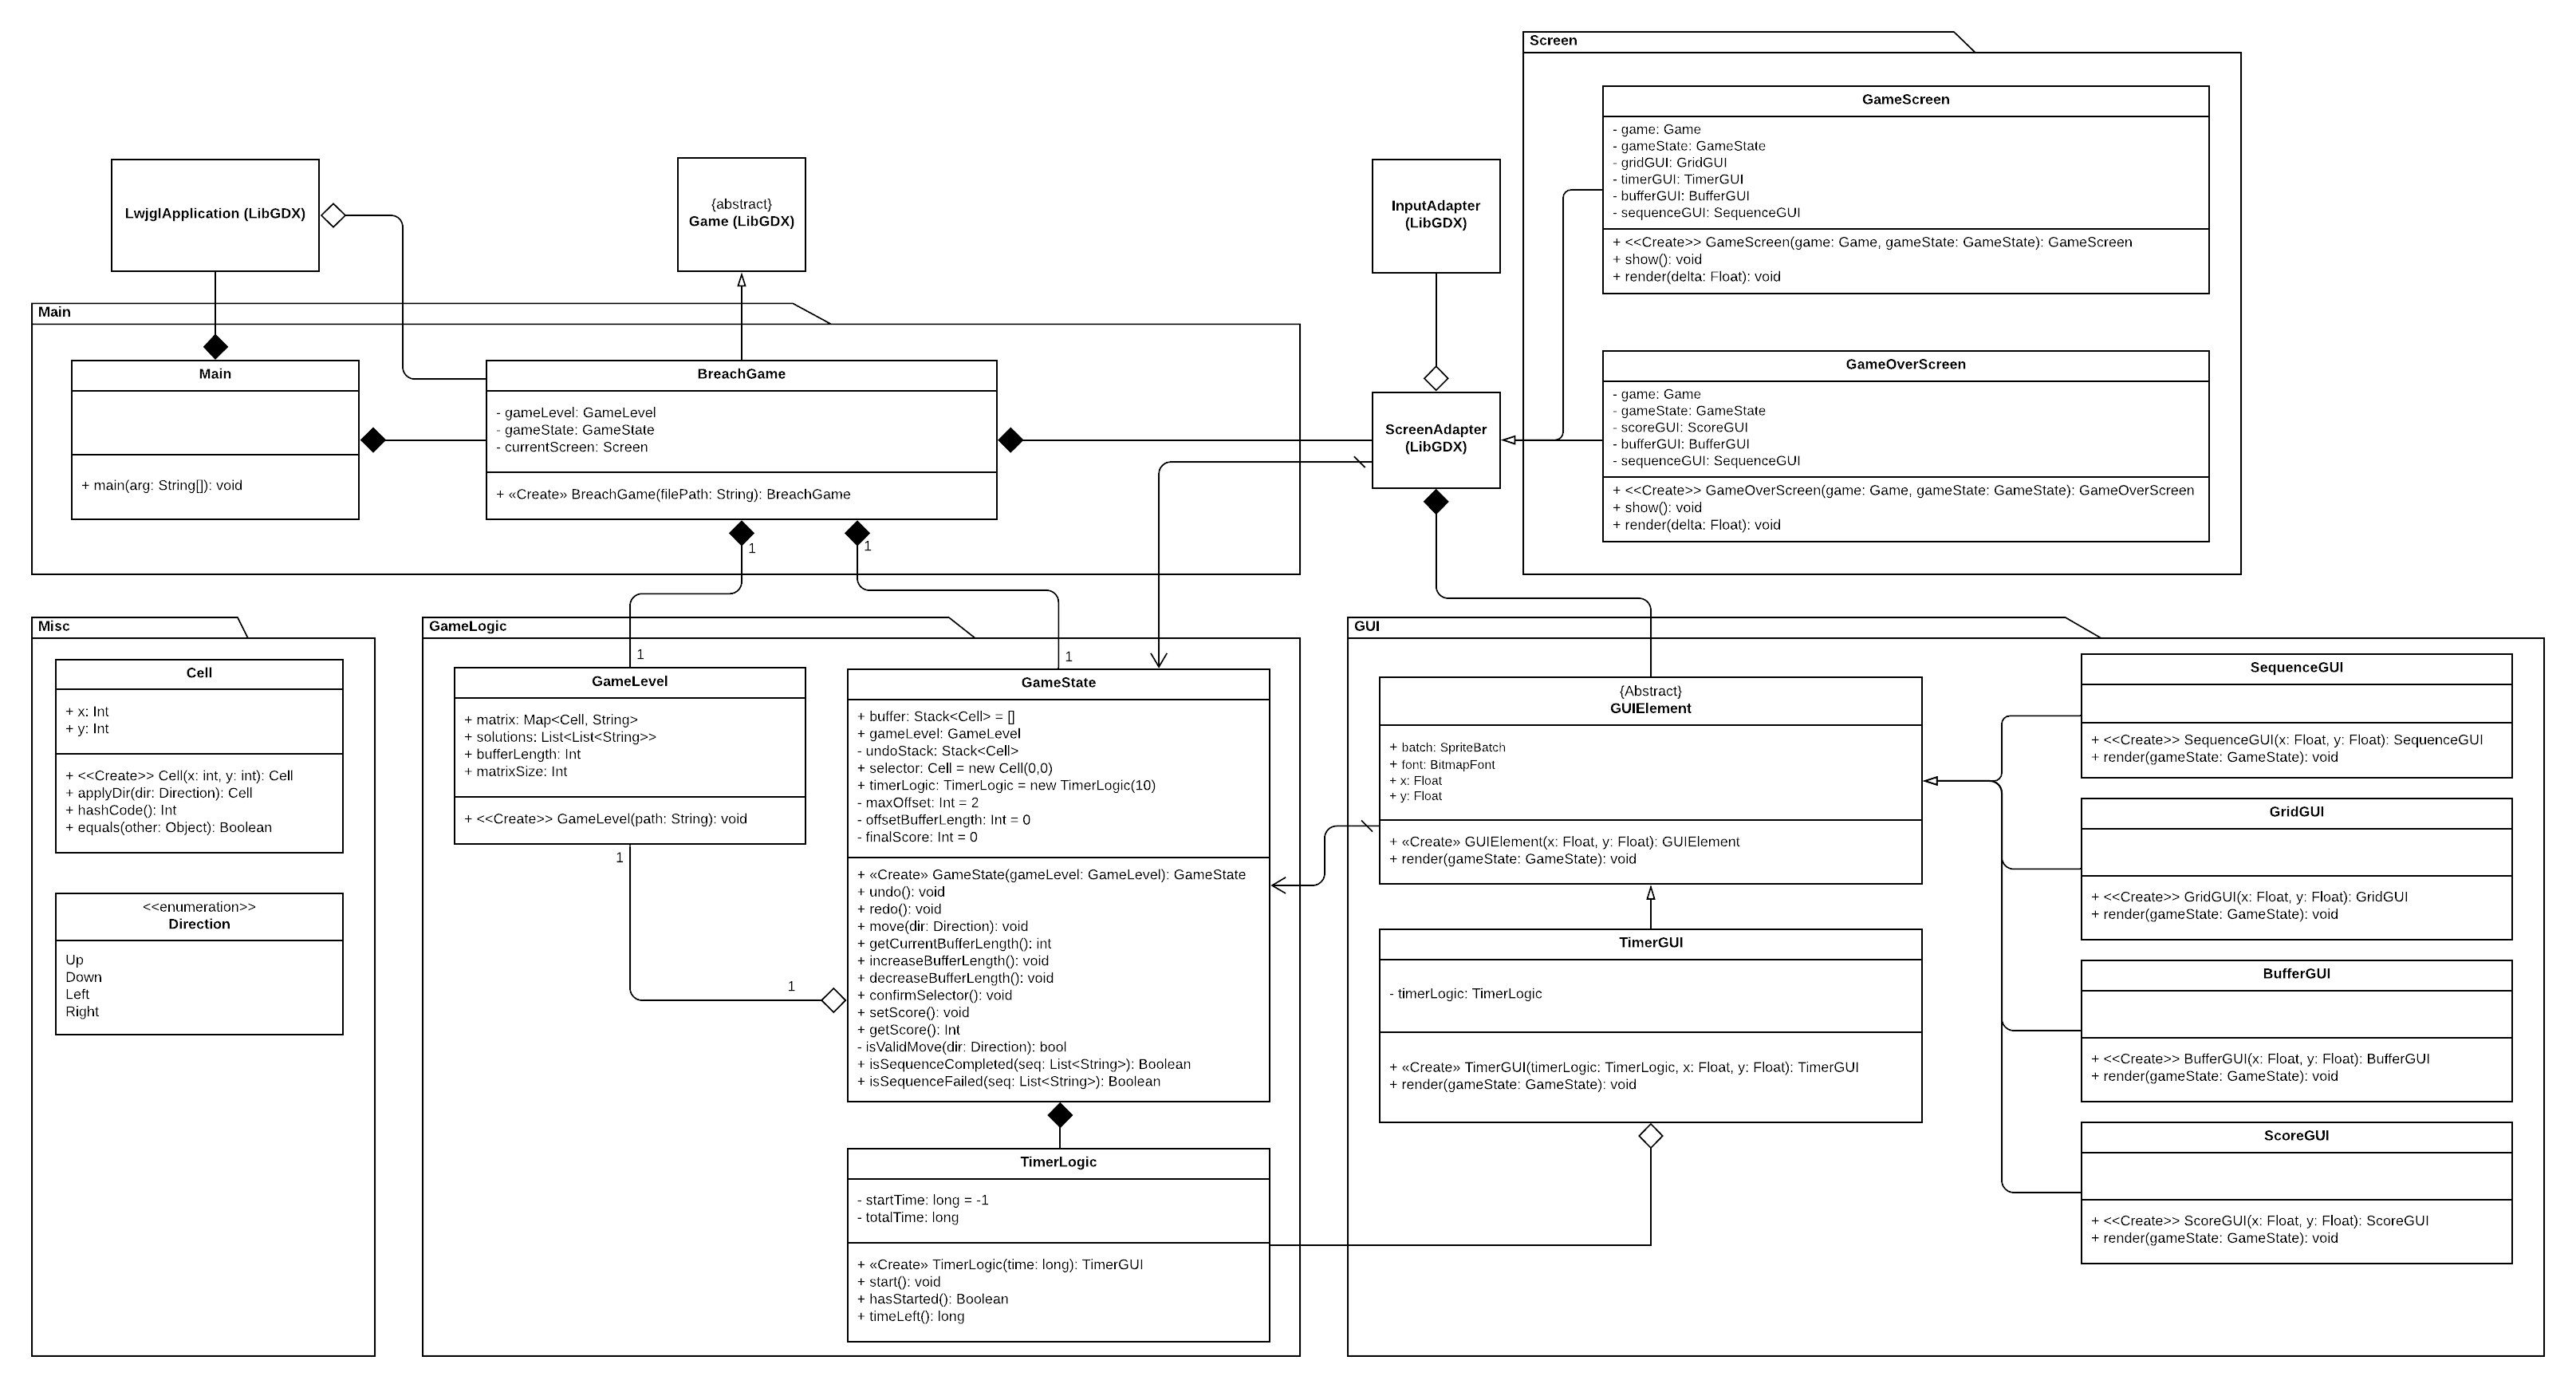 Screen
GameScreen
- game: Game
- gameState: GameState
- gridGUI: GridGUI
- timerGUI: TimerGUI
- bufferGUI: BufferGUI
- sequenceGUI: SequenceGUI
+ <<Create>> GameScreen(game: Game, gameState: GameState): GameScreen
+ show(): void
+ render(delta: Float): void
LwjglApplication (LibGDX)
{abstract}
Game (LibGDX)
InputAdapter
(LibGDX)
Main
Main
+ main(arg: String[]): void
BreachGame
- gameLevel: GameLevel
- gameState: GameState
- currentScreen: Screen
+ «Create» BreachGame(filePath: String): BreachGame
1
1
ScreenAdapter
(LibGDX)
GameOverScreen
- game: Game
- gameState: GameState
- scoreGUI: ScoreGUI
- bufferGUI: BufferGUI
- sequenceGUI: SequenceGUI
+ <<Create>> GameOverScreen(game: Game, gameState: GameState): GameOverScreen
+ show(): void
+ render(delta: Float): void
Misc
Cell
+ x: Int
+ y: Int
+ <<Create>> Cell(x: int, y: int): Cell
+ applyDir(dir: Direction): Cell
+ hashCode(): Int
+ equals(other: Object): Boolean
<<enumeration>>
Direction
Up
Down
Left
Right
GameLogic
1
1
GameLevel
+ matrix: Map<Cell, String>
+ solutions: List<List<String>>
+ bufferLength: Int
+ matrixSize: Int
+ <<Create>> GameLevel(path: String): void
1
1
GameState
+ buffer: Stack<Cell> = []
+ gameLevel: GameLevel
- undoStack: Stack<Cell>
+ selector: Cell = new Cell(0,0)
+ timerLogic: TimerLogic = new TimerLogic(10)
- maxOffset: Int = 2
- offsetBufferLength: Int = 0
- finalScore: Int = 0
+ «Create» GameState(gameLevel: GameLevel): GameState
+ undo(): void
+ redo(): void
+ move(dir: Direction): void
+ getCurrentBufferLength(): int
+ increaseBufferLength(): void
+ decreaseBufferLength(): void
+ confirmSelector(): void
+ setScore(): void
+ getScore(): Int
- isValidMove(dir: Direction): bool
+ isSequenceCompleted(seq: List<String>): Boolean
+ isSequenceFailed(seq: List<String>): Boolean
TimerLogic
- startTime: long = -1
- totalTime: long
+ «Create» TimerLogic(time: long): TimerGUI
+ start(): void
+ hasStarted(): Boolean
+ timeLeft(): long
GUI
{Abstract}
GUIElement
+ batch: SpriteBatch
+ font: BitmapFont
+ x: Float
+ y: Float
+ «Create» GUIElement(x: Float, y: Float): GUIElement
+ render(gameState: GameState): void
TimerGUI
- timerLogic: TimerLogic
+ «Create» TimerGUI(timerLogic: TimerLogic, x: Float, y: Float): TimerGUI
+ render(gameState: GameState): void
SequenceGUI
+ <<Create>> SequenceGUI(x: Float, y: Float): SequenceGUI
+ render(gameState: GameState): void
GridGUI
+ <<Create>> GridGUI(x: Float, y: Float): GridGUI
+ render(gameState: GameState): void
BufferGUI
+ <<Create>> BufferGUI(x: Float, y: Float): BufferGUI
+ render(gameState: GameState): void
ScoreGUI
+ <<Create>> ScoreGUI(x: Float, y: Float): ScoreGUI
+ render(gameState: GameState): void